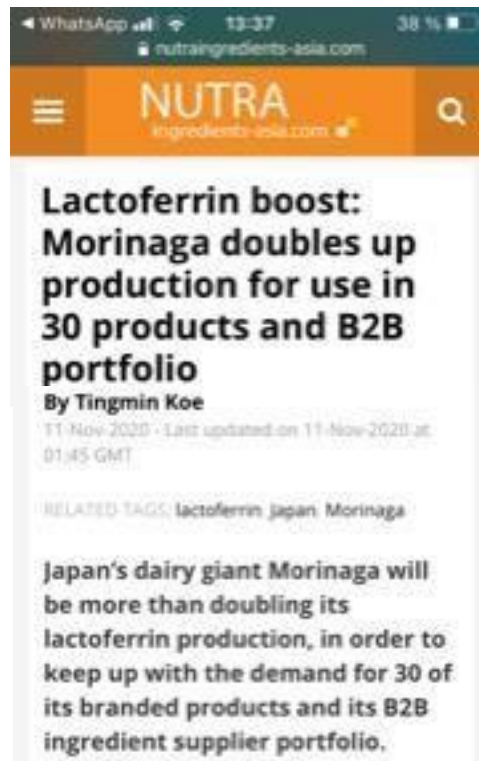 WhatsApp 13:37 38 %
nutraingredients-asia.com
NUTRA
ingredients-asia.com
Lactoferrin boost:
Morinaga doubles up
production for use in
30 products and B2B
portfolio
By Tingmin Koe
11-Nov-2020 - Last updated on 11-Nov-2020 at
01:45 GMT
RELATED TAGS: lactoferrin Japan Morinaga
Japan's dairy giant Morinaga will
be more than doubling its
lactoferrin production, in order to
keep up with the demand for 30 of
its branded products and its B2B
ingredient supplier portfolio.